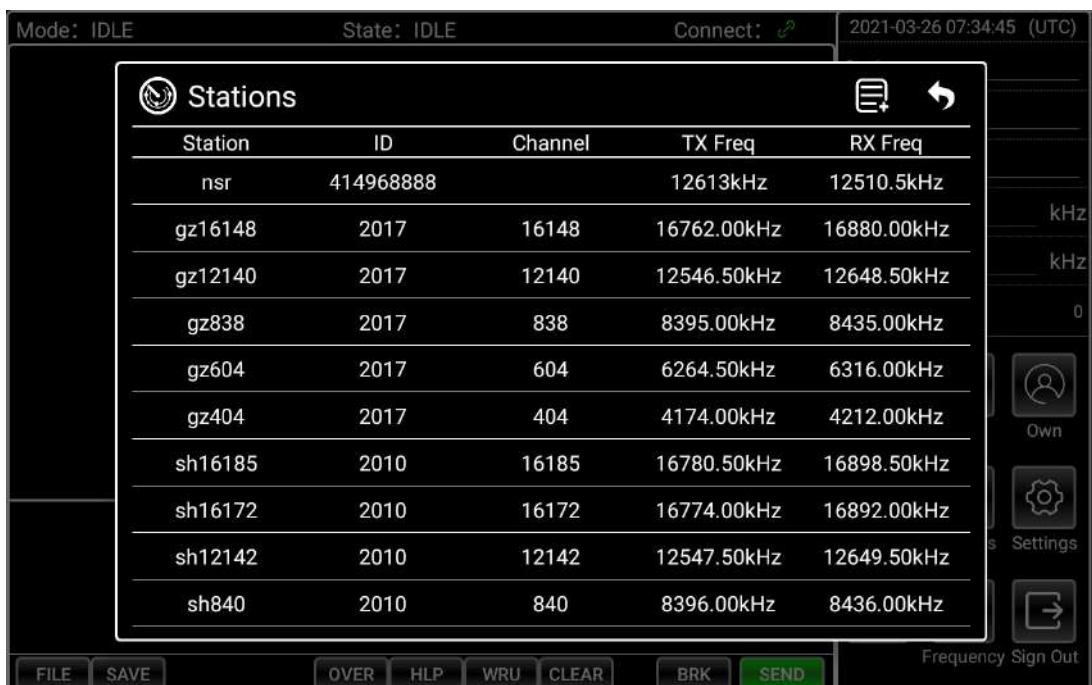 Mode: IDLE State: IDLE Connect: 2021-03-26 07:34:45 (UTC)
Stations
Station ID Channel TX Freq RX Freq
nsr 414968888 12613kHz 12510.5kHz
kHz
gz16148 2017 16148 16762.00kHz 16880.00kHz
kHz
gz12140 2017 12140 12546.50kHz 12648.50kHz
0
gz838 2017 838 8395.00kHz 8435.00kHz
gz604 2017 604 6264.50kHz 6316.00kHz
gz404 2017 404 4174.00kHz 4212.00kHz
Own
sh16185 2010 16185 16780.50kHz 16898.50kHz
sh16172 2010 16172 16774.00kHz 16892.00kHz
s Settings
sh12142 2010 12142 12547.50kHz 12649.50kHz
sh840 2010 840 8396.00kHz 8436.00kHz
Frequency Sign Out
FILE SAVE OVER HLP WRU CLEAR BRK SEND